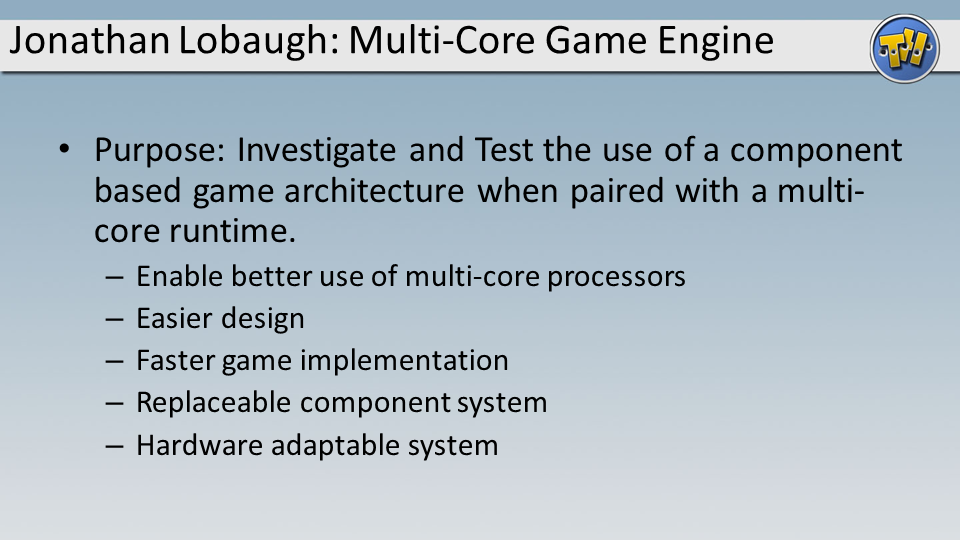 Jonathan Lobaugh: Multi-Core Game Engine
• Purpose: Investigate and Test the use of a component
based game architecture when paired with a multi-
core runtime.
– Enable better use of multi-core processors
– Easier design
– Faster game implementation
– Replaceable component system
– Hardware adaptable system